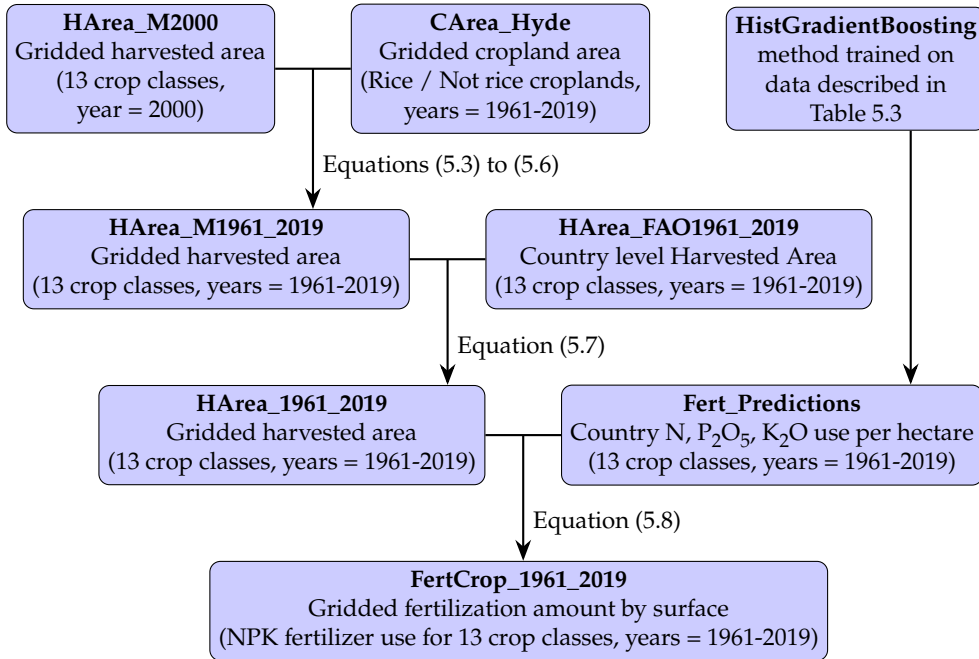 HArea_M2000
Gridded harvested area
(13 crop classes,
year = 2000)
CArea_Hyde
Gridded cropland area
(Rice / Not rice croplands,
years = 1961-2019)
HistGradientBoosting
method trained on
data described in
Table 5.3
Equations (5.3) to (5.6)
HArea_M1961_2019
Gridded harvested area
(13 crop classes, years = 1961-2019)
HArea_FAO1961_2019
Country level Harvested Area
(13 crop classes, years = 1961-2019)
Equation (5.7)
HArea_1961_2019
Gridded harvested area
(13 crop classes, years = 1961-2019)
Fert_Predictions
Country N, P₂O₅, K₂O use per hectare
(13 crop classes, years = 1961-2019)
Equation (5.8)
FertCrop_1961_2019
Gridded fertilization amount by surface
(NPK fertilizer use for 13 crop classes, years = 1961-2019)